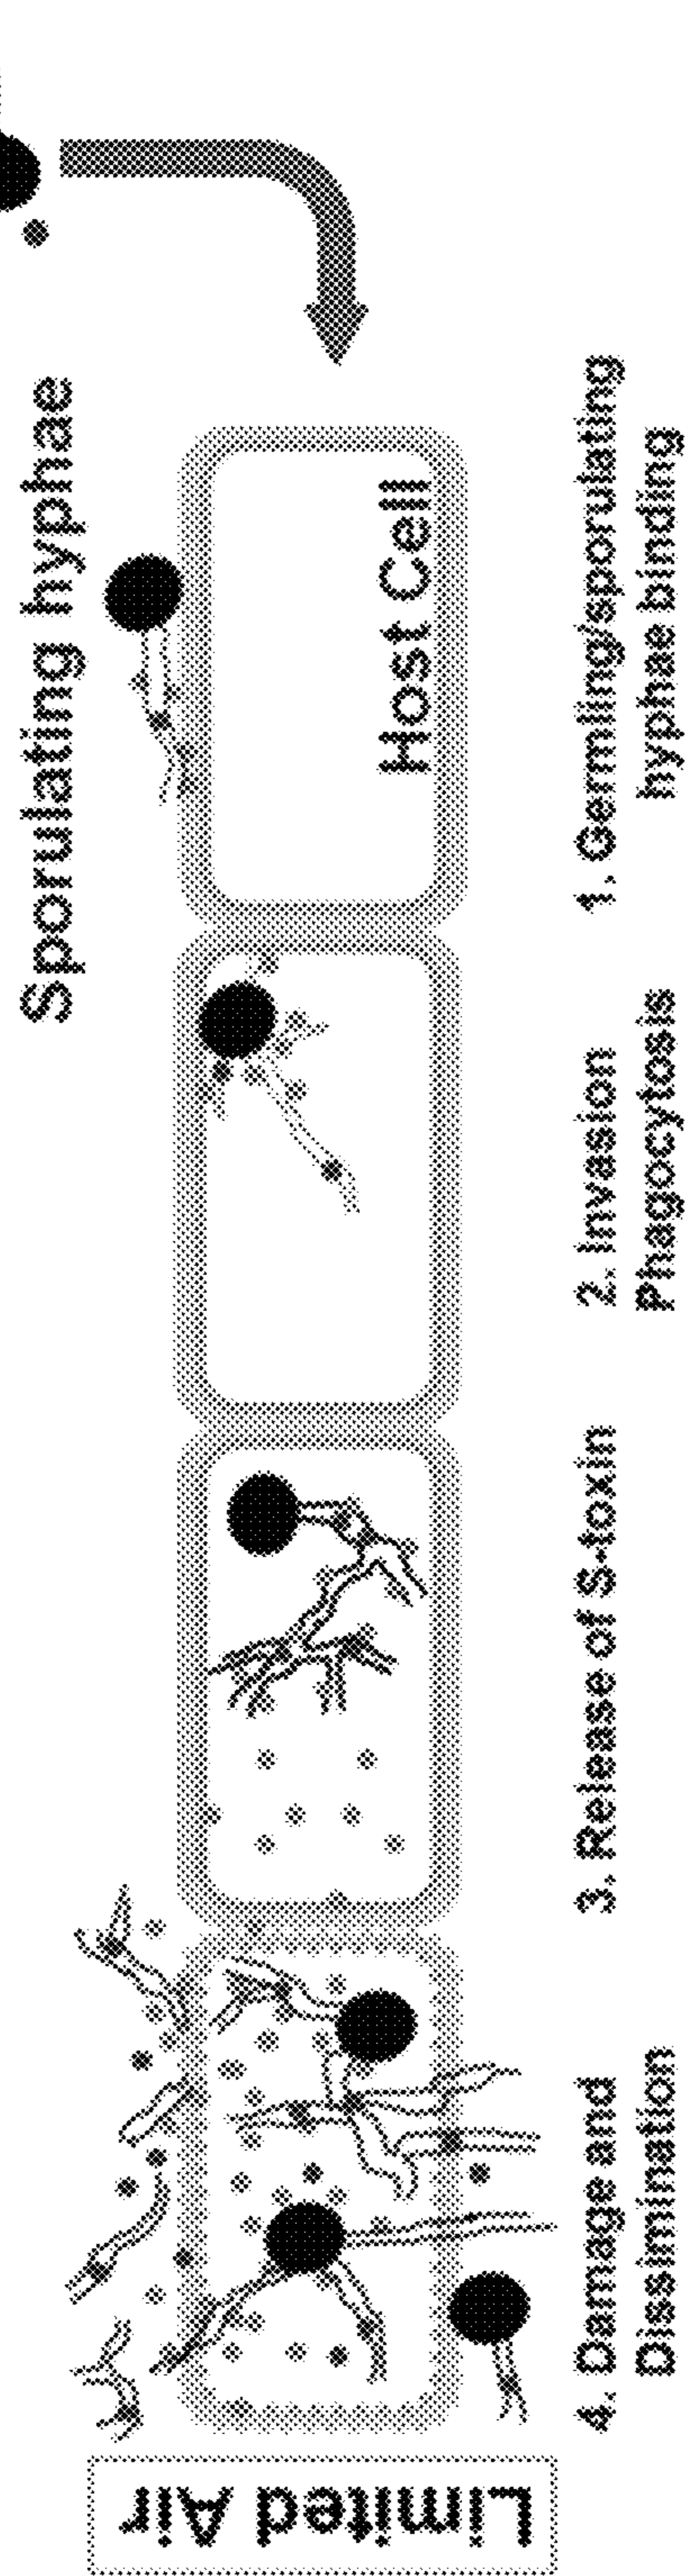 Sporulating hyphae
Host Cell
1. Germling/sporulating
hyphae binding
2. Invasion
Phagocytosis
3. Release of S-toxin
4. Damage and
Dissimination
Limited Air